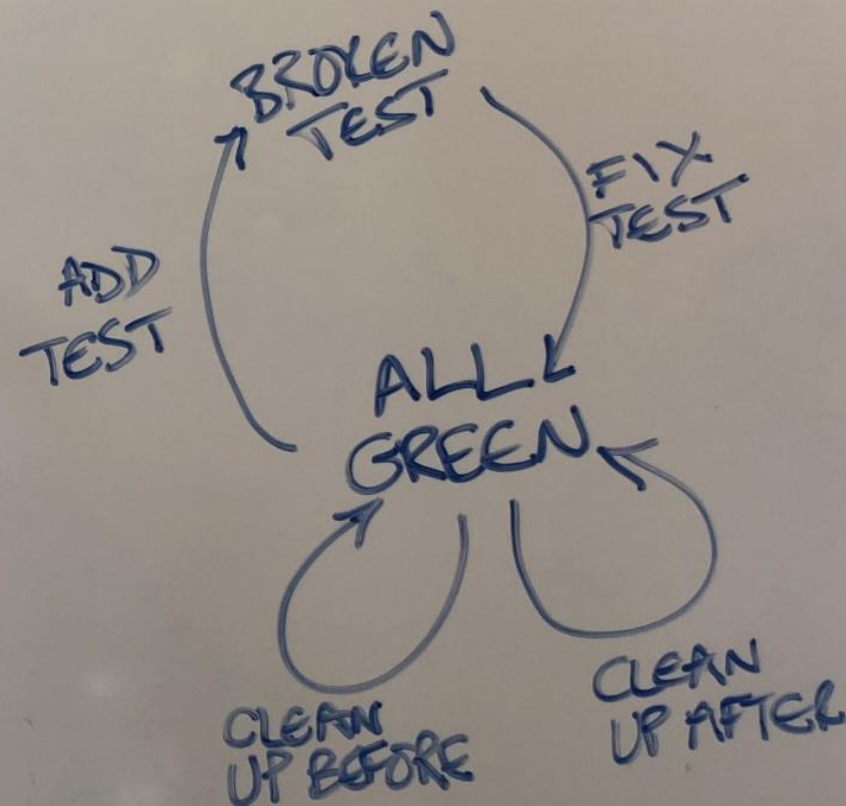 BROKEN
TEST
FIX
TEST
ADD
TEST
ALL
GREEN
CLEAN
UP BEFORE
CLEAN
UP AFTER